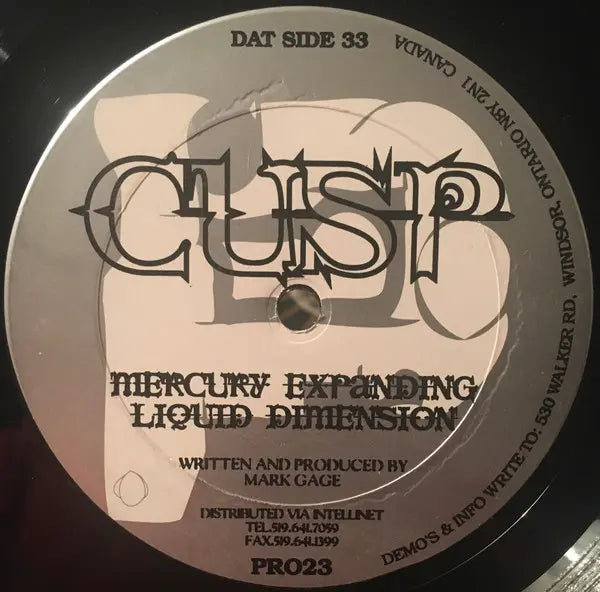 DAT SIDE 33
CUSP
MERCURY EXPANDING
LIQUID DIMENSION
WRITTEN AND PRODUCED BY
MARK GAGE
DISTRIBUTED VIA INTELLINET
TEL.519.641.7059
FAX.519.641.1399
PRO23
DEMO'S & INFO WRITE TO: 530 WALKER RD, WINDSOR, ONTARIO N8Y 2N1 CANADA